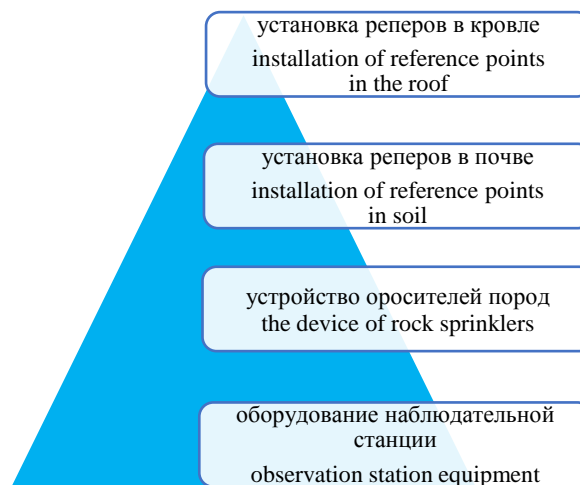 установка реперов в кровле
installation of reference points
in the roof
установка реперов в почве
installation of reference points
in soil
устройство оросителей пород
the device of rock sprinklers
оборудование наблюдательной
станции
observation station equipment